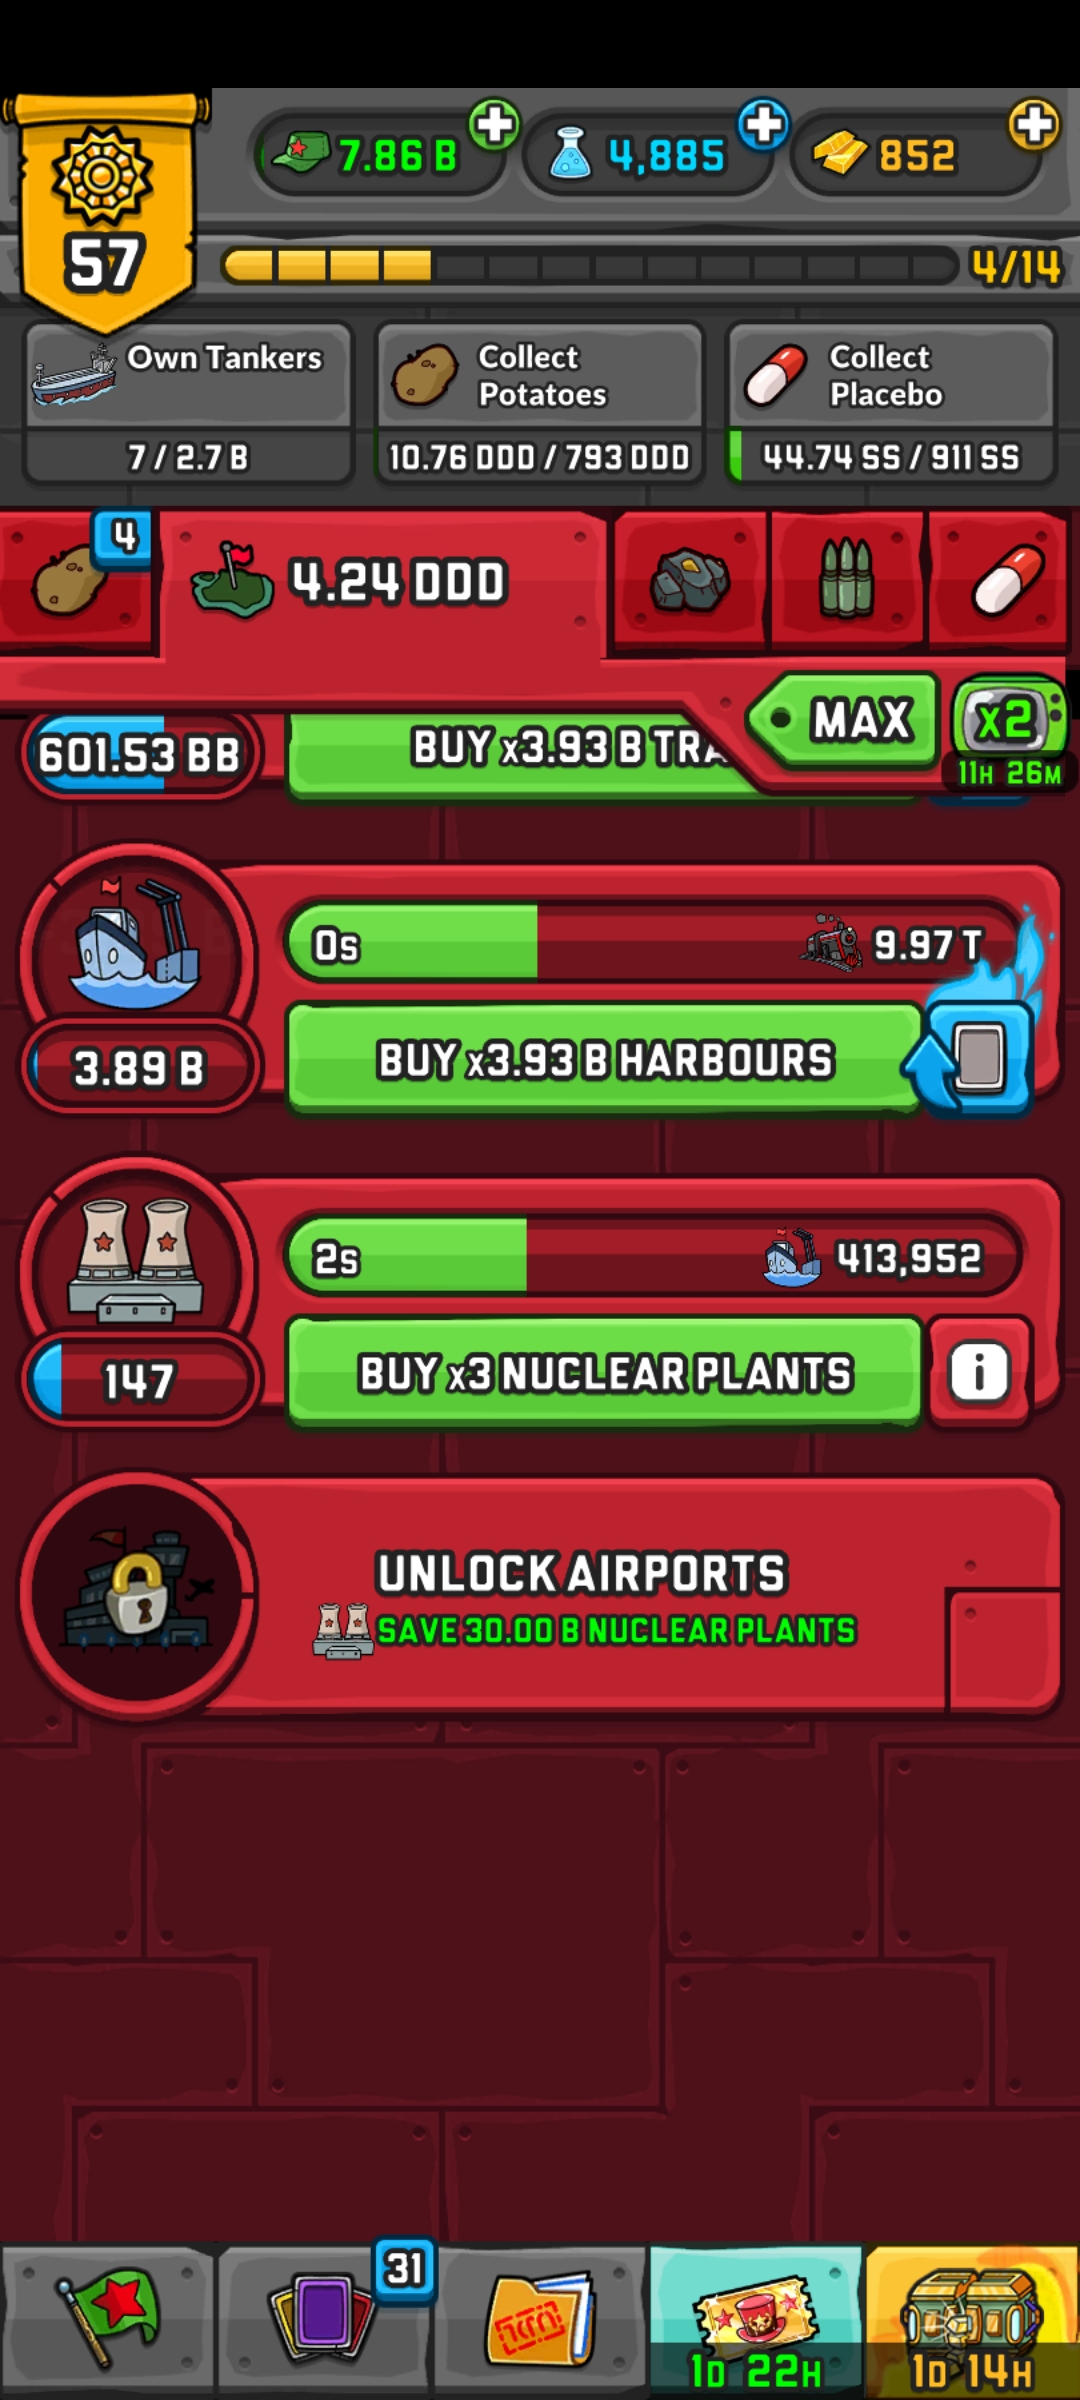 57
7.86 B
4,885
852
4/14
Own Tankers
7 / 2.7 B
Collect Potatoes
10.76 DDD / 793 DDD
Collect Placebo
44.74 SS / 911 SS
4
4.24 DDD
MAX
x2
11H 26M
601.53 BB
BUY x3.93 B TRA
0s
9.97 T
3.89 B
BUY x3.93 B HARBOURS
2s
413,952
147
BUY x3 NUCLEAR PLANTS
i
UNLOCK AIRPORTS
SAVE 30.00 B NUCLEAR PLANTS
31
1D 22H
1D 14H